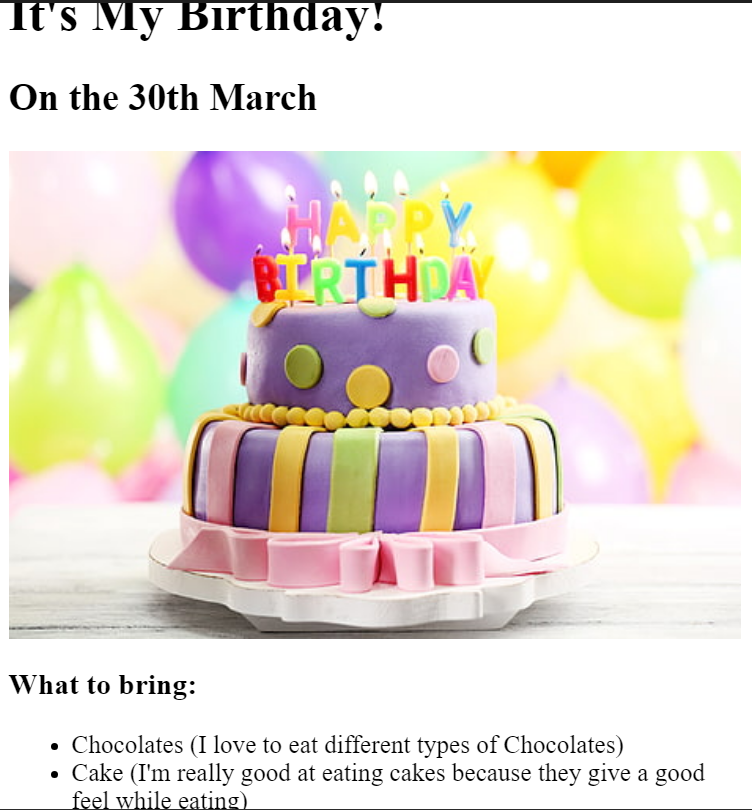 It's My Birthday!
On the 30th March
HAPPY
BIRTHDAY
What to bring:
• Chocolates (I love to eat different types of Chocolates)
• Cake (I'm really good at eating cakes because they give a good
feel while eating)